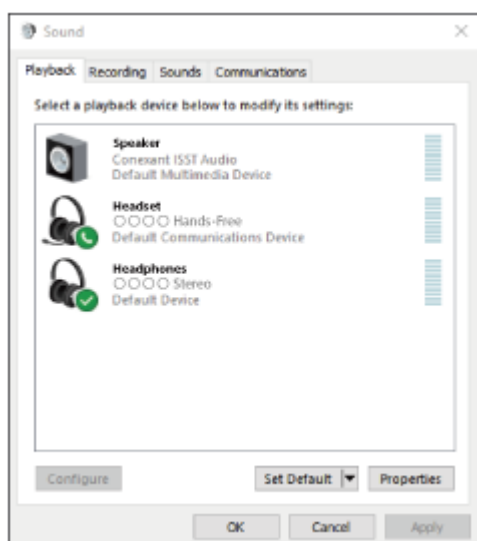 Sound
Playback Recording Sounds Communications
Select a playback device below to modify its settings:
Speaker
Conexant ISST Audio
Default Multimedia Device
Headset
○○○○ Hands-Free
Default Communications Device
Headphones
○○○○ Stereo
Default Device
Configure Set Default Properties
OK Cancel Apply